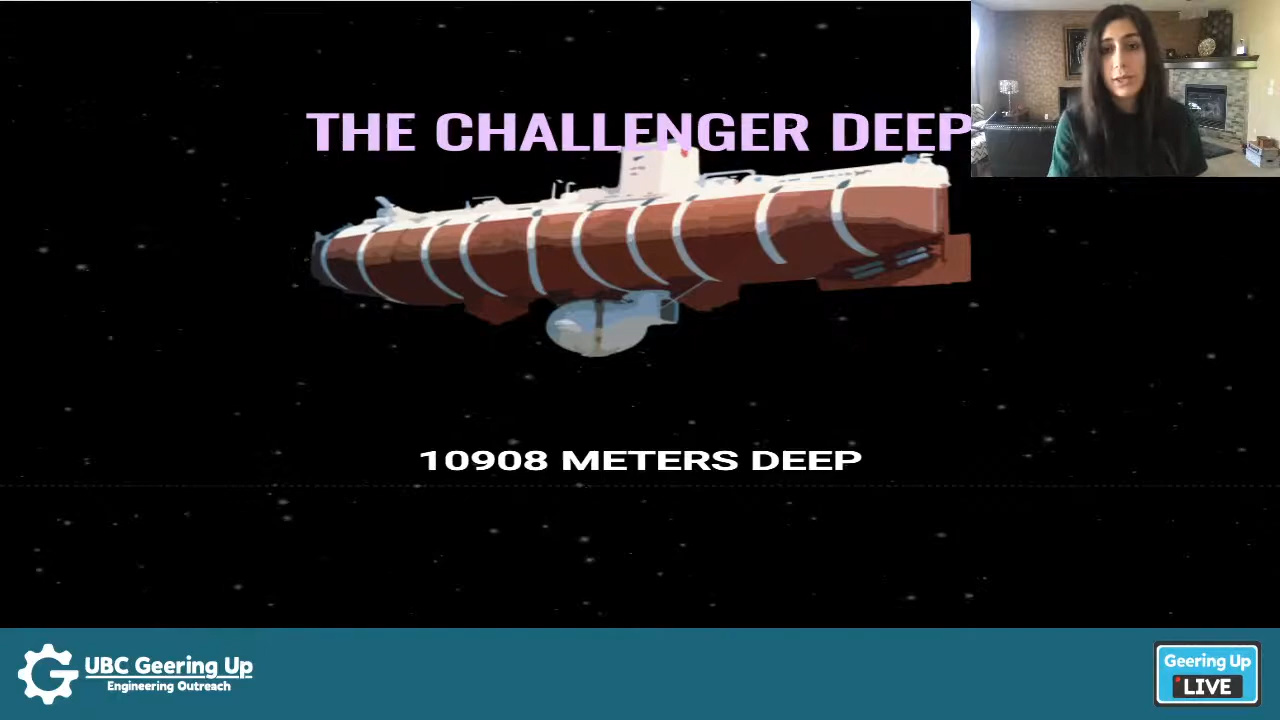 THE CHALLENGER DEEP
10908 METERS DEEP
UBC Geering Up
Engineering Outreach
Geering Up
LIVE